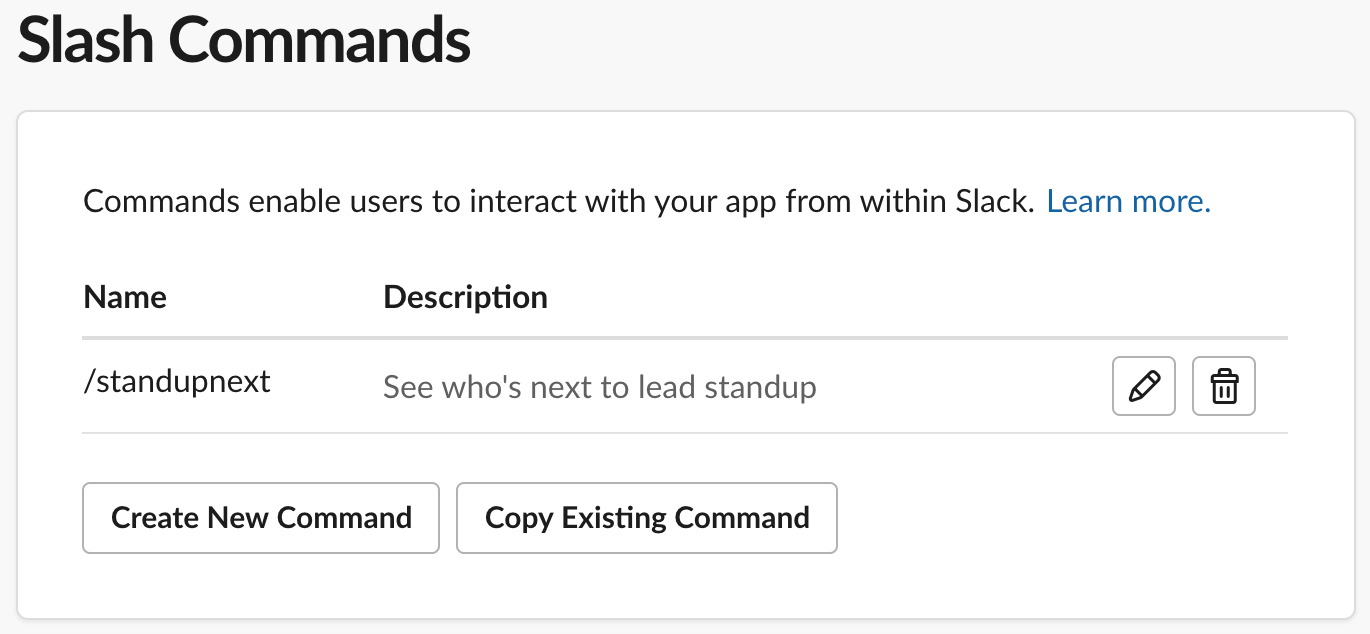 Slash Commands
Commands enable users to interact with your app from within Slack. Learn more.
Name Description
/standupnext See who's next to lead standup
Create New Command Copy Existing Command